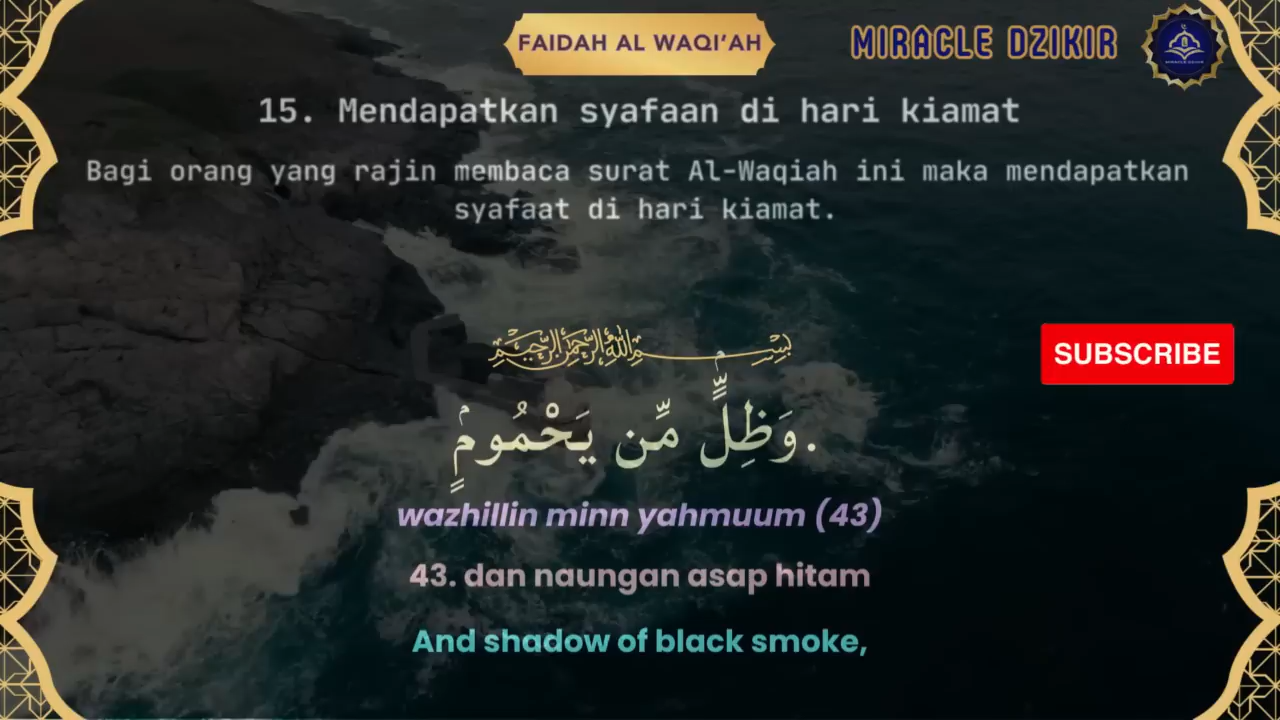 FAIDAH AL WAQI'AH
MIRACLE DZIKIR
15. Mendapatkan syafaan di hari kiamat
Bagi orang yang rajin membaca surat Al-Waqiah ini maka mendapatkan
syafaat di hari kiamat.
بِسْمِ اللَّهِ الرَّحْمَٰنِ الرَّحِيمِ
SUBSCRIBE
وَظِلٍّۢ مِّن يَحْمُومٍۢ.
wazhillin minn yahmuum (43)
43. dan naungan asap hitam
And shadow of black smoke,